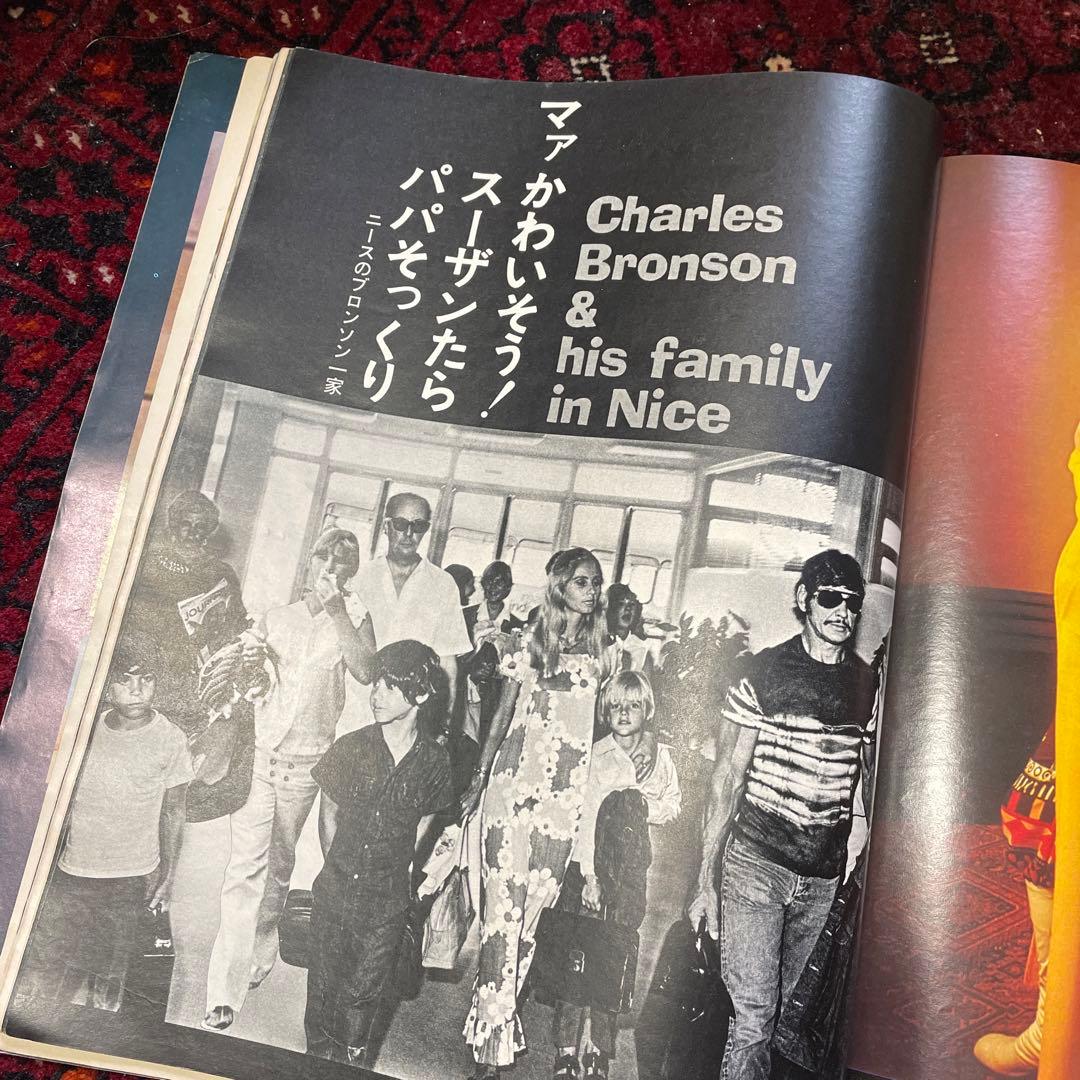 マァかわいそう!
スーザンたら
パパそっくり
ニースのブロンソン一家
Charles
Bronson
&
his family
in Nice
JOURNAL